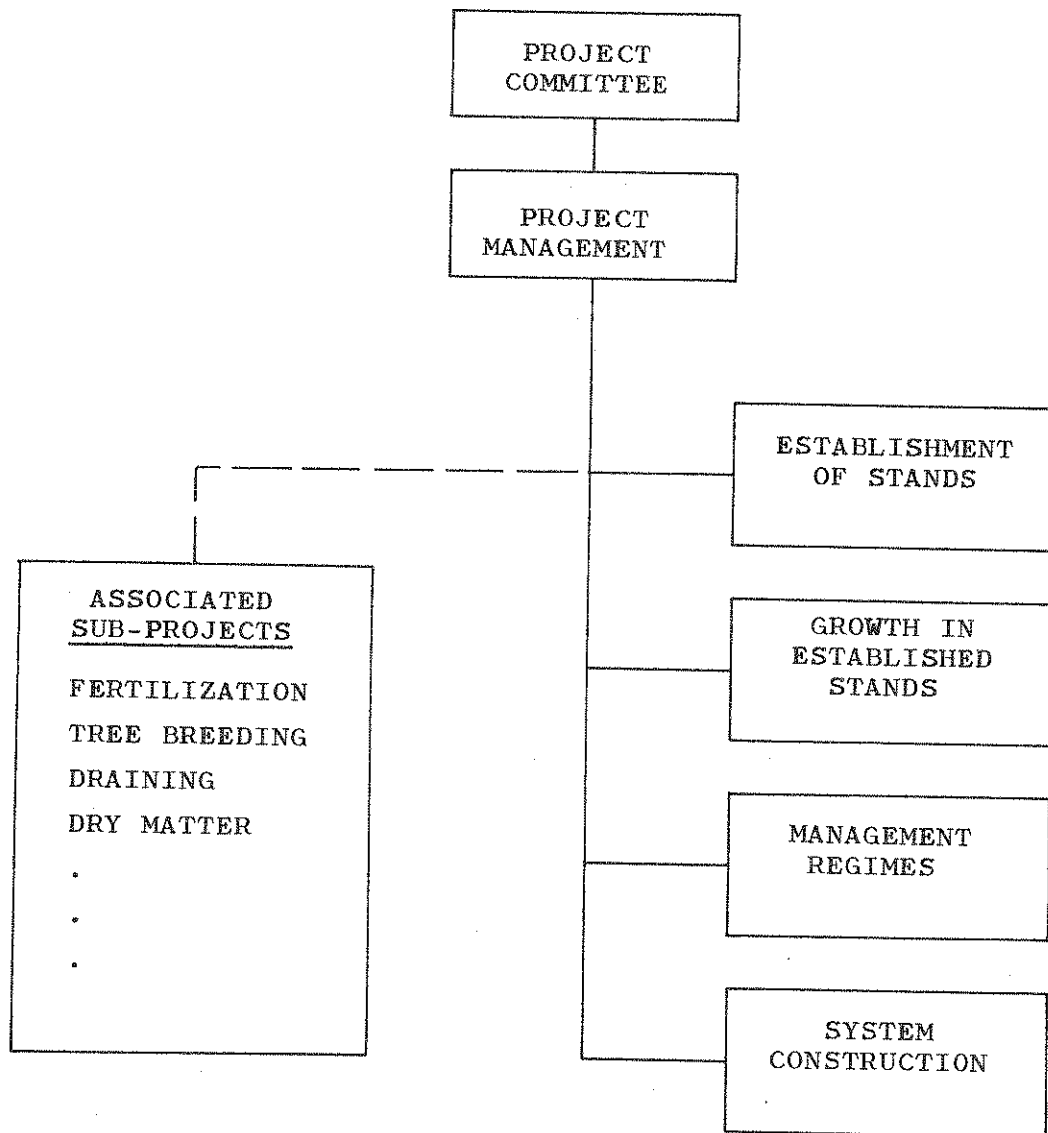 PROJECT
COMMITTEE
PROJECT
MANAGEMENT
ESTABLISHMENT
OF STANDS
ASSOCIATED
SUB-PROJECTS
FERTILIZATION
TREE BREEDING
DRAINING
DRY MATTER
.
.
.
GROWTH IN
ESTABLISHED
STANDS
MANAGEMENT
REGIMES
SYSTEM
CONSTRUCTION